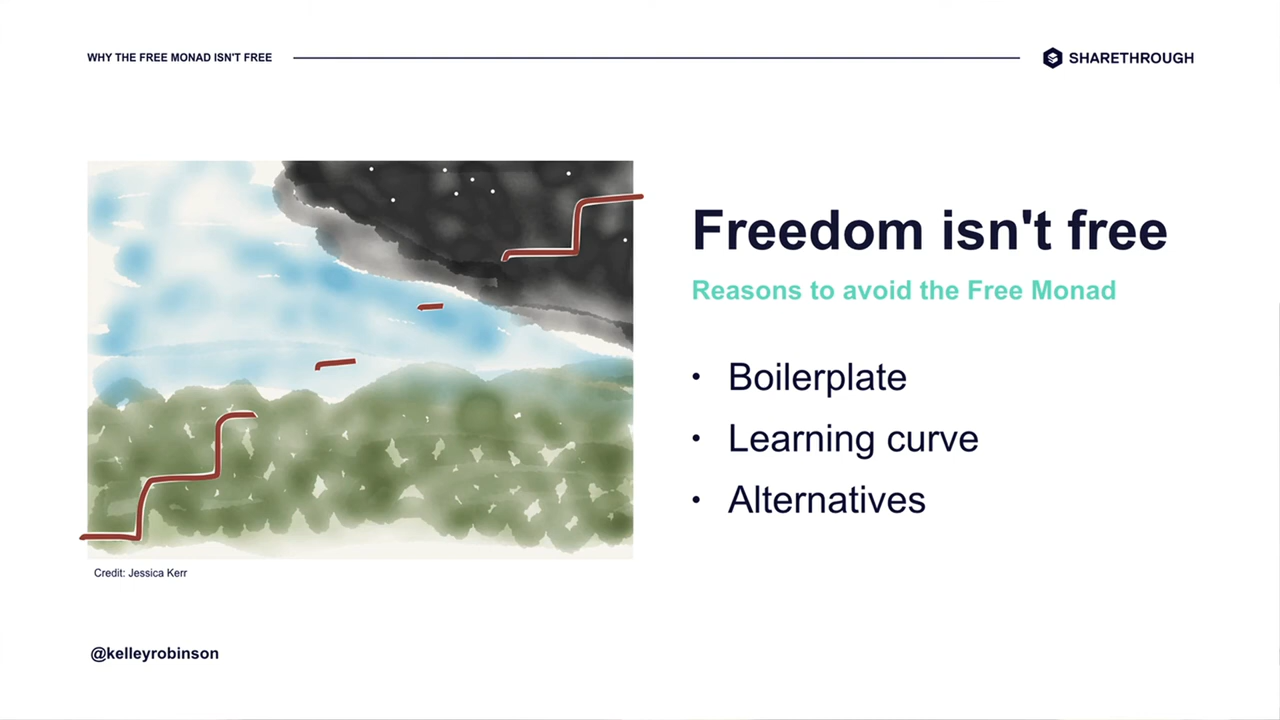 WHY THE FREE MONAD ISN'T FREE
SHARETHROUGH
Freedom isn't free
Reasons to avoid the Free Monad
• Boilerplate
• Learning curve
• Alternatives
Credit: Jessica Kerr
@kelleyrobinson